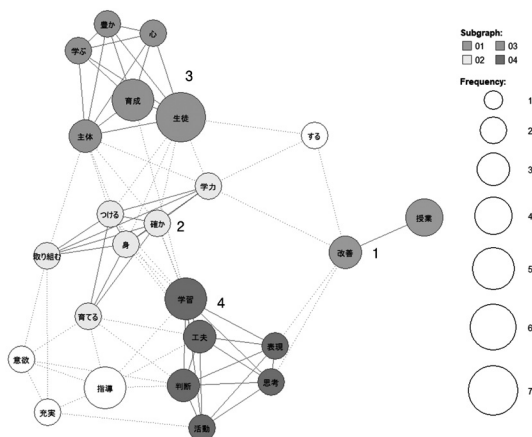 豊か
心
学ぶ
3
育成
生徒
主体
する
学力
つける
確か
2
身
取り組む
授業
改善
1
学習
4
育てる
工夫
表現
意欲
指導
判断
思考
充実
活動
Subgraph:
01 03
02 04
Frequency:
1
2
3
4
5
6
7